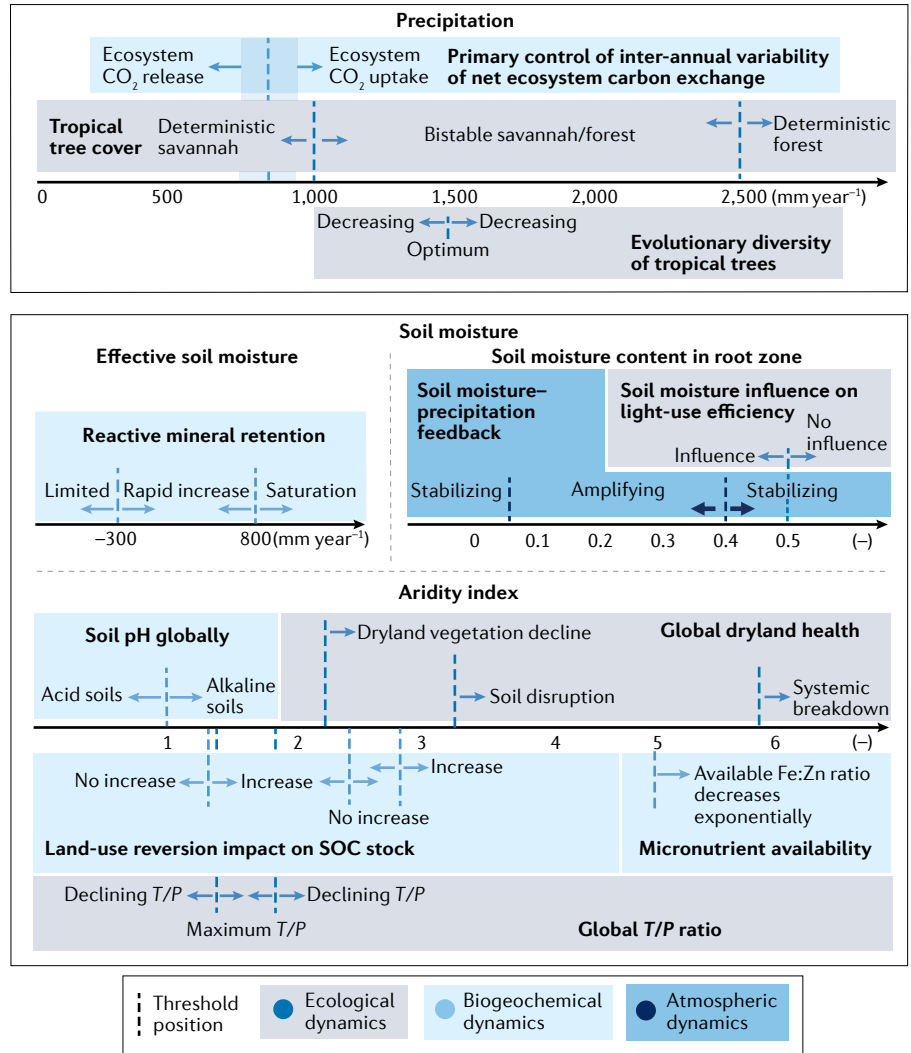 Precipitation
Ecosystem
CO2 release
Ecosystem
CO2 uptake
Primary control of inter-annual variability
of net ecosystem carbon exchange
Tropical
tree cover
Deterministic
savannah
Bistable savannah/forest
Deterministic
forest
0 500 1,000 1,500 2,000 2,500 (mm year–1)
Decreasing Decreasing
Optimum
Evolutionary diversity
of tropical trees
Soil moisture
Effective soil moisture
Reactive mineral retention
Limited Rapid increase Saturation
–300 800 (mm year–1)
Soil moisture content in root zone
Soil moisture–
precipitation
feedback
Soil moisture influence on
light-use efficiency
No
influence
Influence
Stabilizing Amplifying Stabilizing
0 0.1 0.2 0.3 0.4 0.5 (–)
Aridity index
Soil pH globally
Acid soils
Alkaline
soils
Dryland vegetation decline
Global dryland health
Soil disruption
Systemic
breakdown
1 2 3 4 5 6 (–)
No increase Increase
No increase
Increase
Available Fe:Zn ratio
decreases
exponentially
Land-use reversion impact on SOC stock
Micronutrient availability
Declining T/P Declining T/P
Maximum T/P
Global T/P ratio
Threshold
position
Ecological
dynamics
Biogeochemical
dynamics
Atmospheric
dynamics